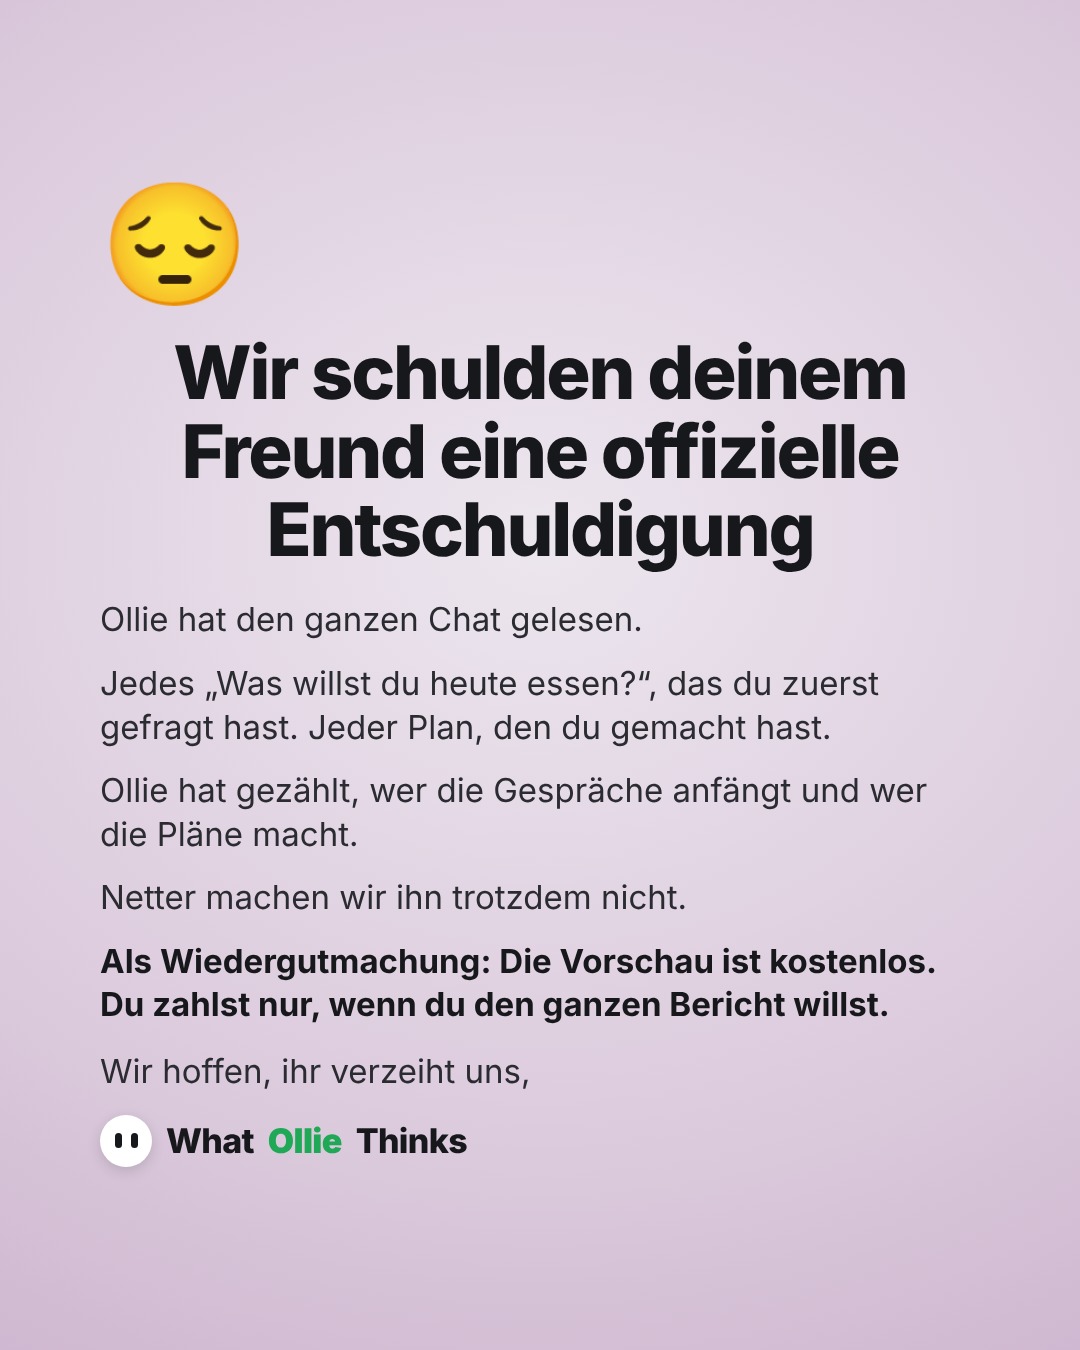 Wir schulden deinem
Freund eine offizielle
Entschuldigung
Ollie hat den ganzen Chat gelesen.
Jedes „Was willst du heute essen?“, das du zuerst
gefragt hast. Jeder Plan, den du gemacht hast.
Ollie hat gezählt, wer die Gespräche anfängt und wer
die Pläne macht.
Netter machen wir ihn trotzdem nicht.
Als Wiedergutmachung: Die Vorschau ist kostenlos.
Du zahlst nur, wenn du den ganzen Bericht willst.
Wir hoffen, ihr verzeiht uns,
What Ollie Thinks